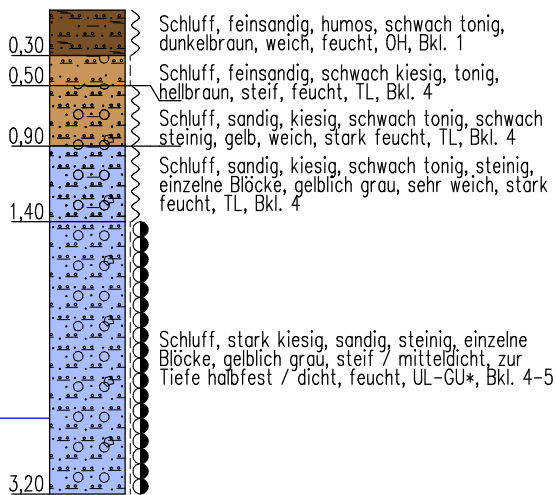 Schluff, feinsandig, humos, schwach tonig,
dunkelbraun, weich, feucht, OH, Bkl. 1
0,30
Schluff, feinsandig, schwach kiesig, tonig,
hellbraun, steif, feucht, TL, Bkl. 4
0,50
Schluff, sandig, kiesig, schwach tonig, schwach
steinig, gelb, weich, stark feucht, TL, Bkl. 4
0,90
Schluff, sandig, kiesig, schwach tonig, steinig,
einzelne Blöcke, gelblich grau, sehr weich, stark
feucht, TL, Bkl. 4
1,40
Schluff, stark kiesig, sandig, steinig, einzelne
Blöcke, gelblich grau, steif / mitteldicht, zur
Tiefe halbfest / dicht, feucht, UL-GU*, Bkl. 4-5
3,20